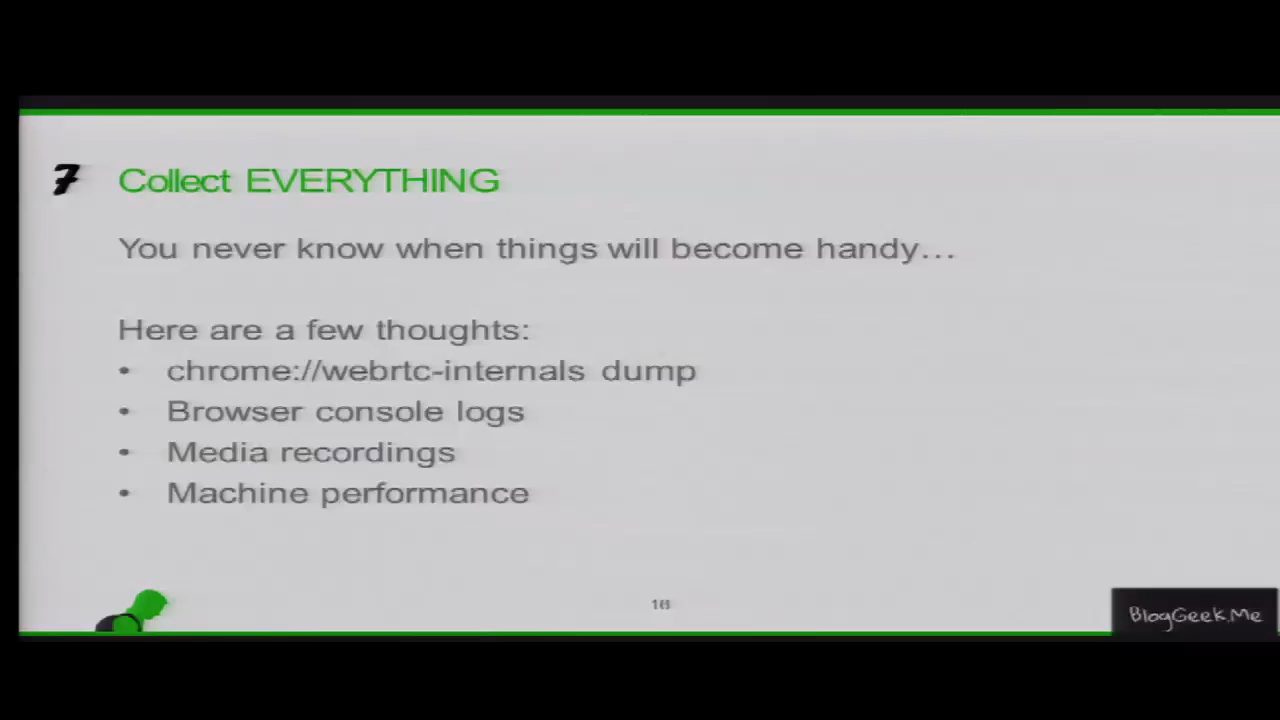 7 Collect EVERYTHING
You never know when things will become handy…
Here are a few thoughts:
• chrome://webrtc-internals dump
• Browser console logs
• Media recordings
• Machine performance
BlogGeek.Me